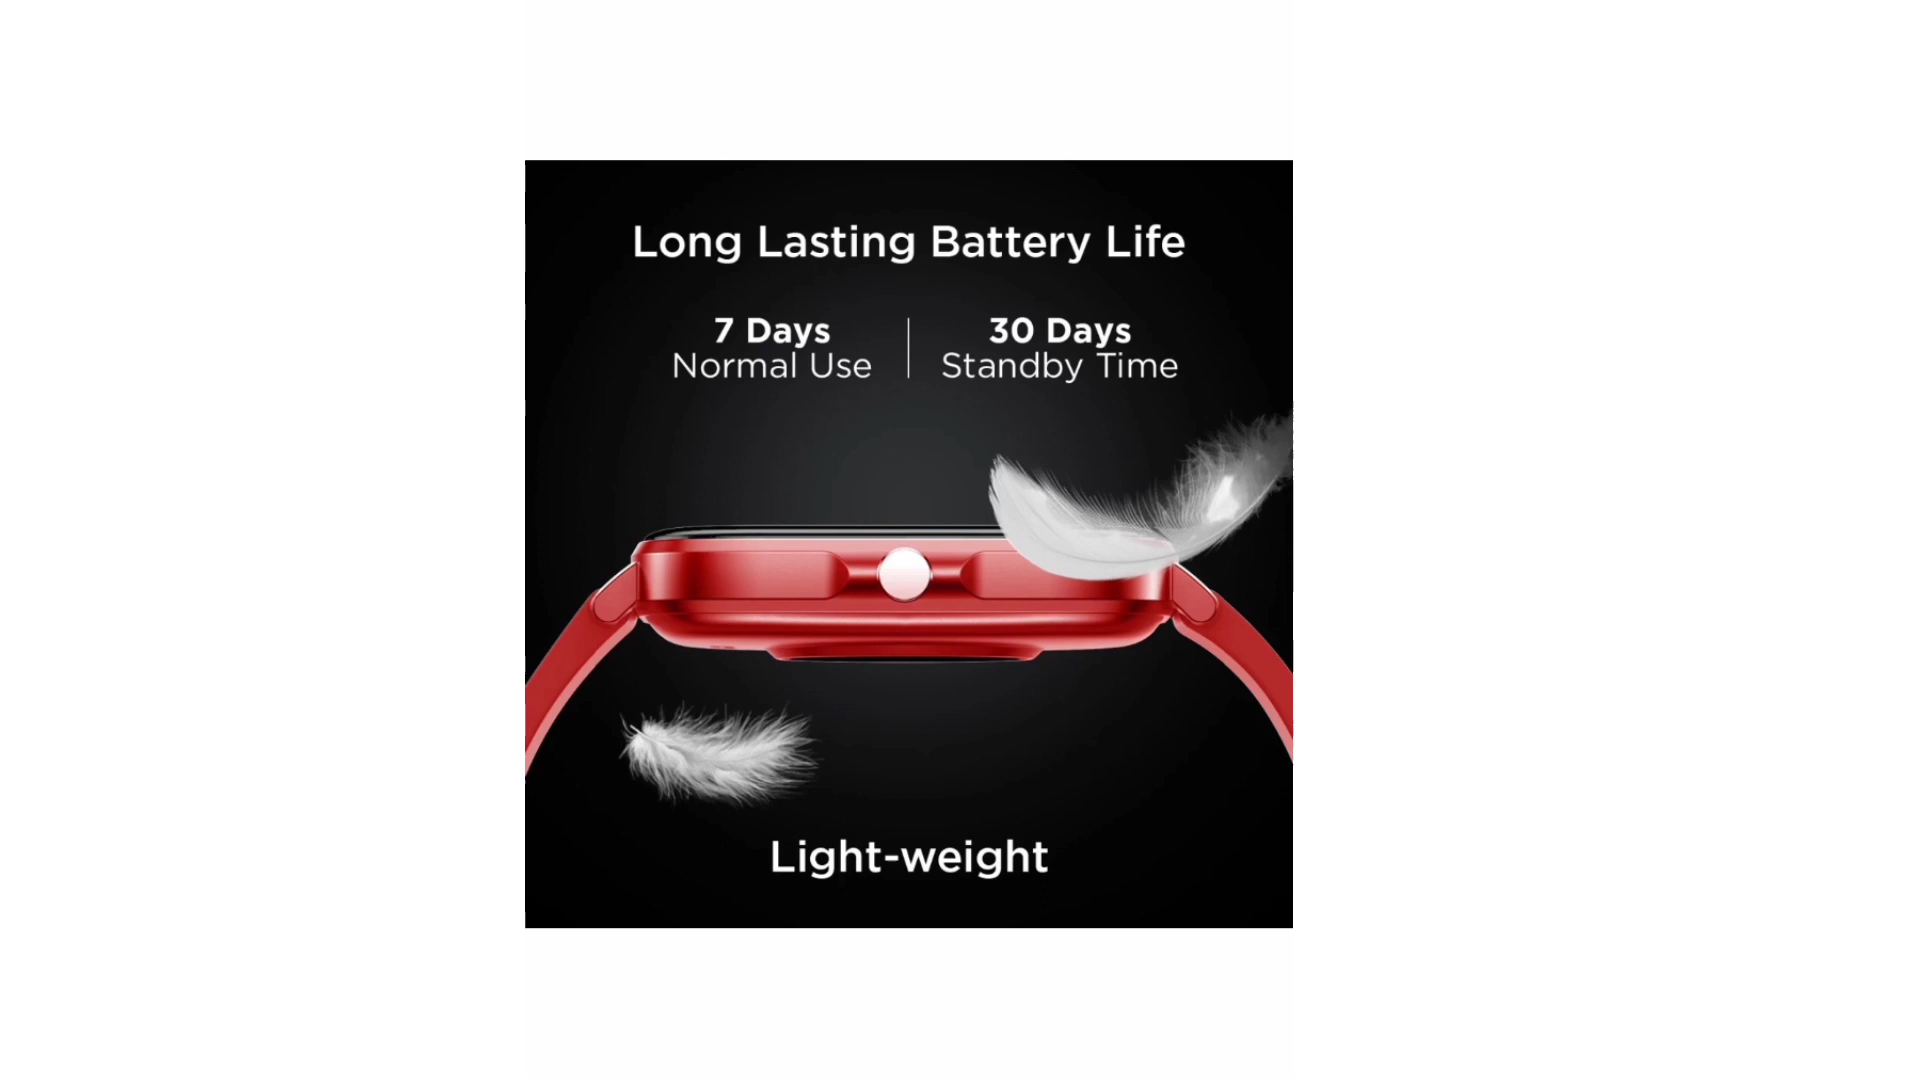 Long Lasting Battery Life
7 Days
Normal Use
30 Days
Standby Time
Light-weight